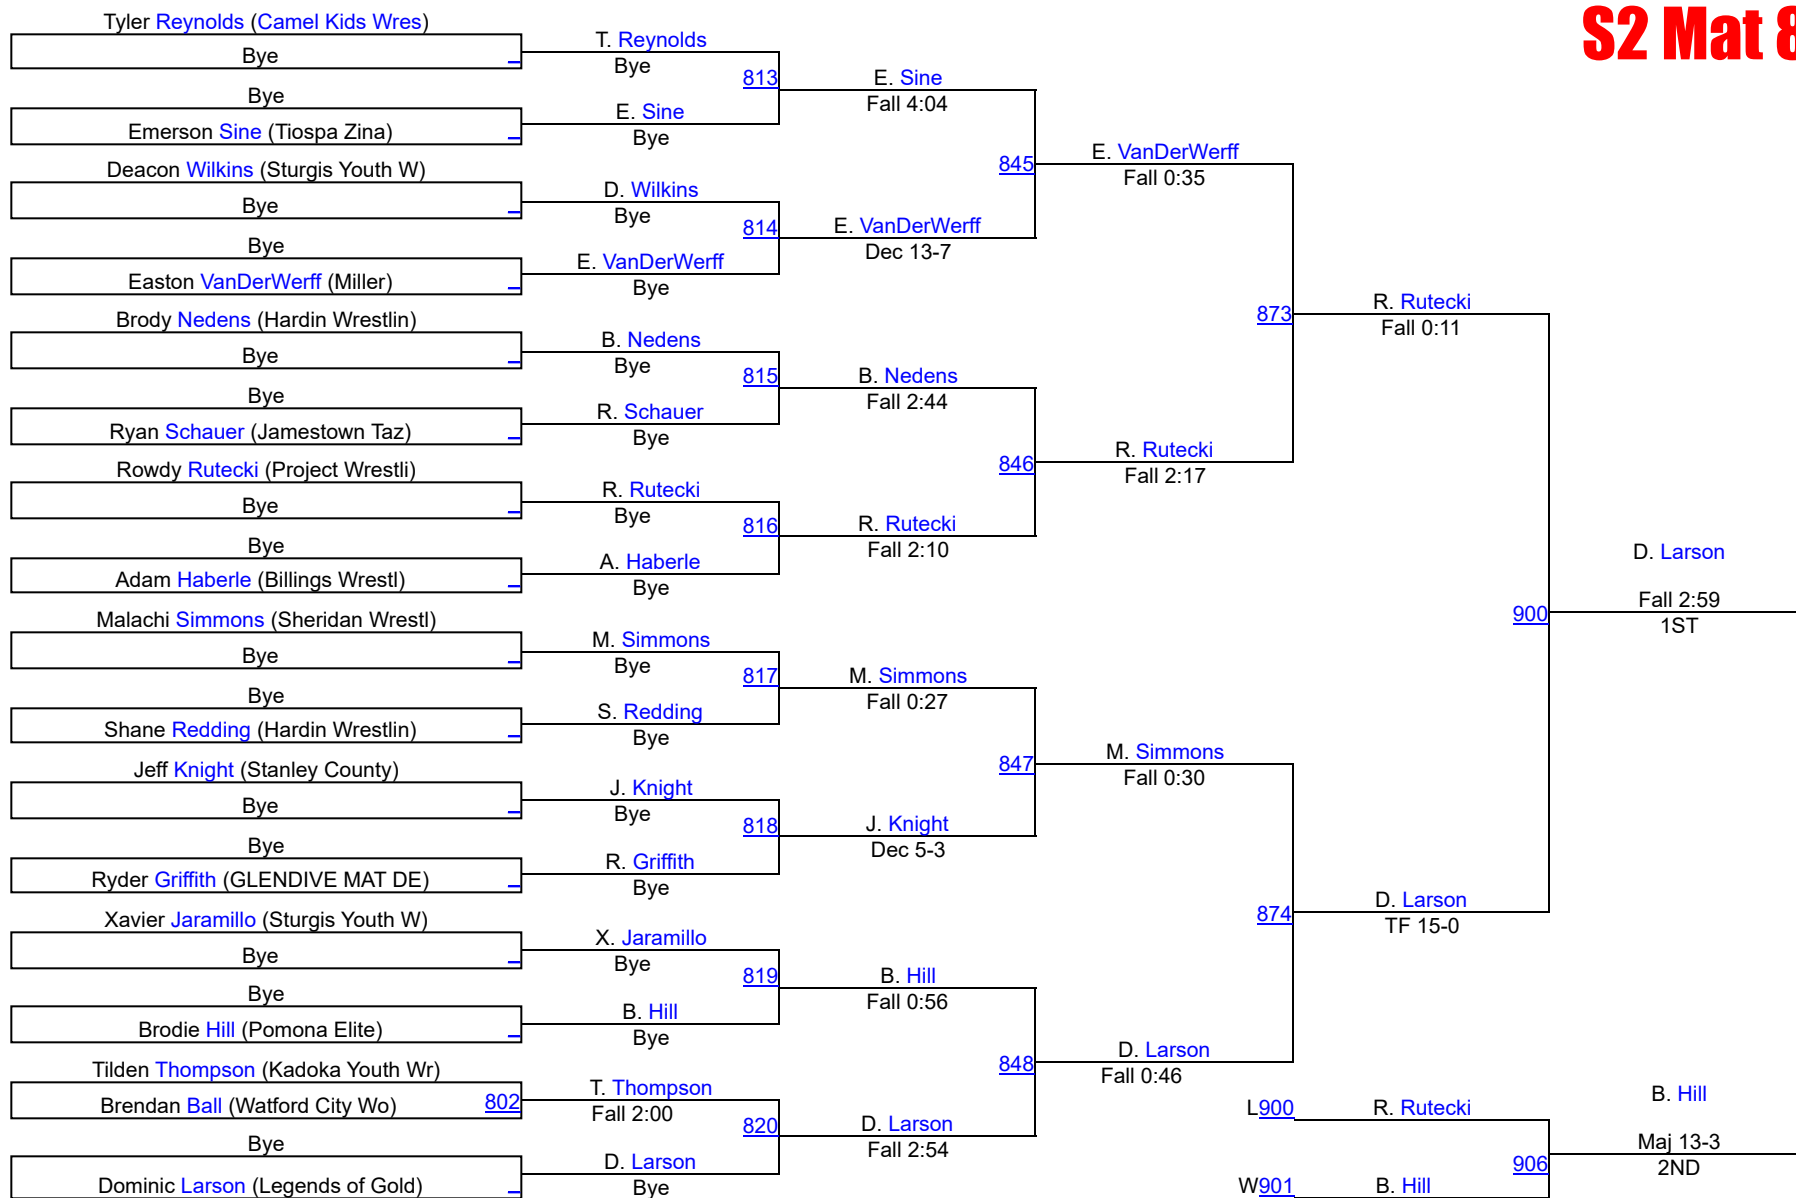 S2 Mat 8
Tyler Reynolds (Camel Kids Wres)
Bye
Bye
Emerson Sine (Tiospa Zina)
Deacon Wilkins (Sturgis Youth W)
Bye
Bye
Easton VanDerWerff (Miller)
Brody Nedens (Hardin Wrestlin)
Bye
Bye
Ryan Schauer (Jamestown Taz)
Rowdy Rutecki (Project Wrestli)
Bye
Bye
Adam Haberle (Billings Wrestl)
Malachi Simmons (Sheridan Wrestl)
Bye
Bye
Shane Redding (Hardin Wrestlin)
Jeff Knight (Stanley County)
Bye
Bye
Ryder Griffith (GLENDIVE MAT DE)
Xavier Jaramillo (Sturgis Youth W)
Bye
Bye
Brodie Hill (Pomona Elite)
Tilden Thompson (Kadoka Youth Wr)
Brendan Ball (Watford City Wo) 802
Bye
Dominic Larson (Legends of Gold)
T. Reynolds
Bye
813
E. Sine
Bye
D. Wilkins
Bye
814
E. VanDerWerff
Bye
B. Nedens
Bye
815
R. Schauer
Bye
R. Rutecki
Bye
816
A. Haberle
Bye
M. Simmons
Bye
817
S. Redding
Bye
J. Knight
Bye
818
R. Griffith
Bye
X. Jaramillo
Bye
819
B. Hill
Bye
T. Thompson
Fall 2:00
820
D. Larson
Bye
E. Sine
Fall 4:04
845
E. VanDerWerff
Dec 13-7
B. Nedens
Fall 2:44
846
R. Rutecki
Fall 2:10
M. Simmons
Fall 0:27
847
J. Knight
Dec 5-3
B. Hill
Fall 0:56
848
D. Larson
Fall 2:54
E. VanDerWerff
Fall 0:35
873
R. Rutecki
Fall 2:17
M. Simmons
Fall 0:30
874
D. Larson
Fall 0:46
R. Rutecki
Fall 0:11
900
D. Larson
TF 15-0
D. Larson
Fall 2:59
1ST
L900 R. Rutecki
906
W901 B. Hill
B. Hill
Maj 13-3
2ND